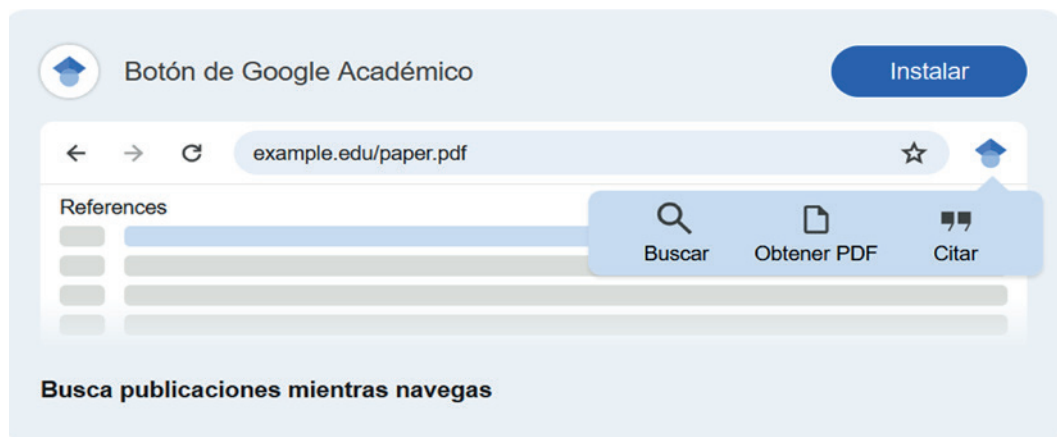 Botón de Google Académico
Instalar
example.edu/paper.pdf
References
Buscar
Obtener PDF
Citar
Busca publicaciones mientras navegas